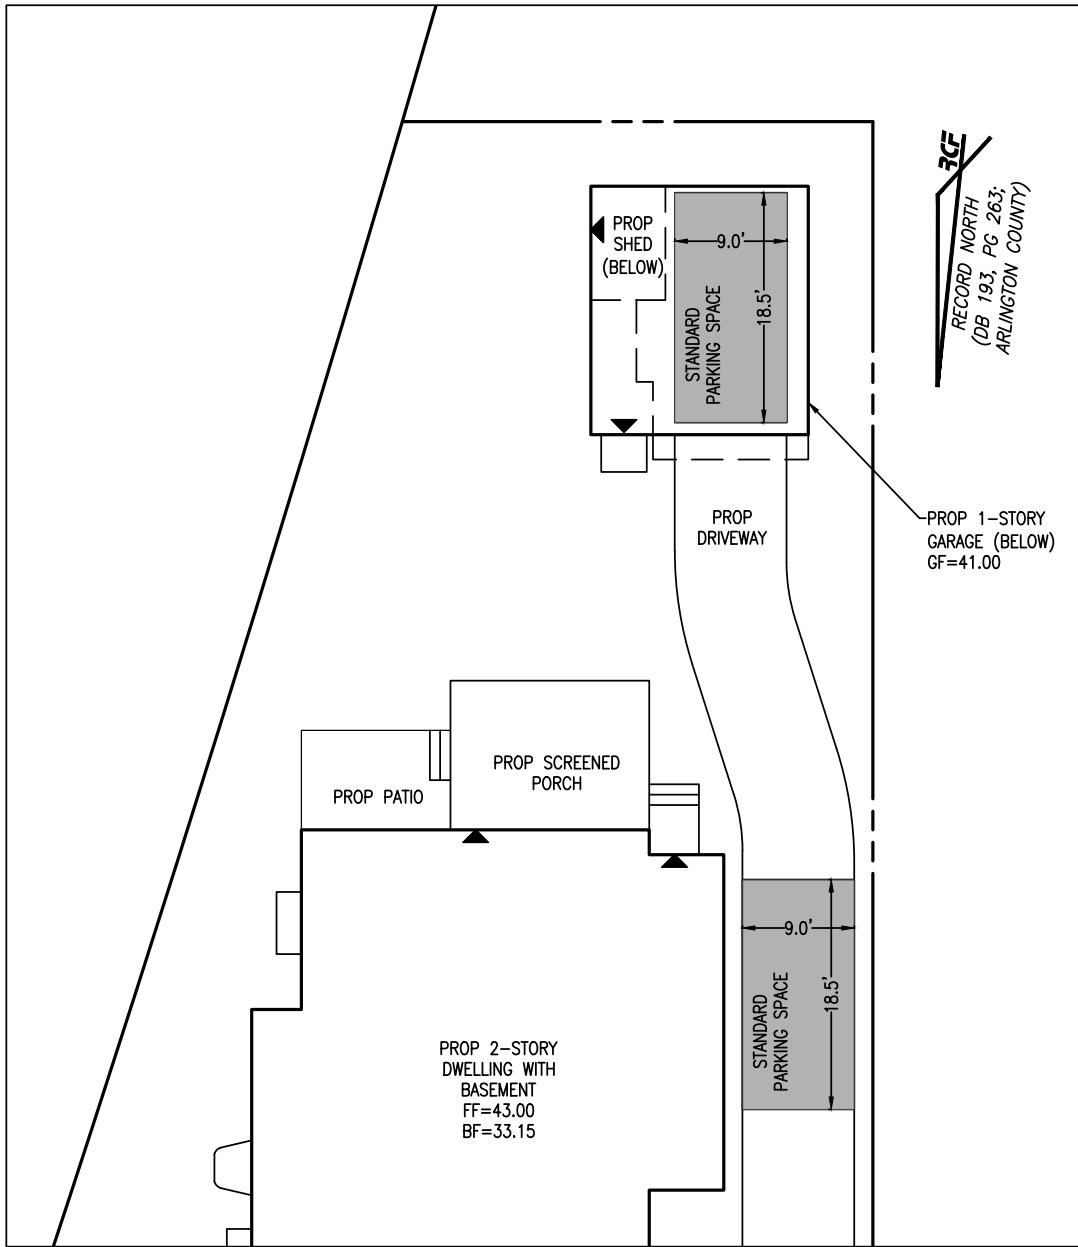 RCF
RECORD NORTH
(DB 193, PG 263;
ARLINGTON COUNTY)
PROP
SHED
(BELOW)
9.0'
18.5'
STANDARD
PARKING SPACE
PROP
DRIVEWAY
PROP 1-STORY
GARAGE (BELOW)
GF=41.00
PROP SCREENED
PORCH
PROP PATIO
9.0'
18.5'
STANDARD
PARKING SPACE
PROP 2-STORY
DWELLING WITH
BASEMENT
FF=43.00
BF=33.15